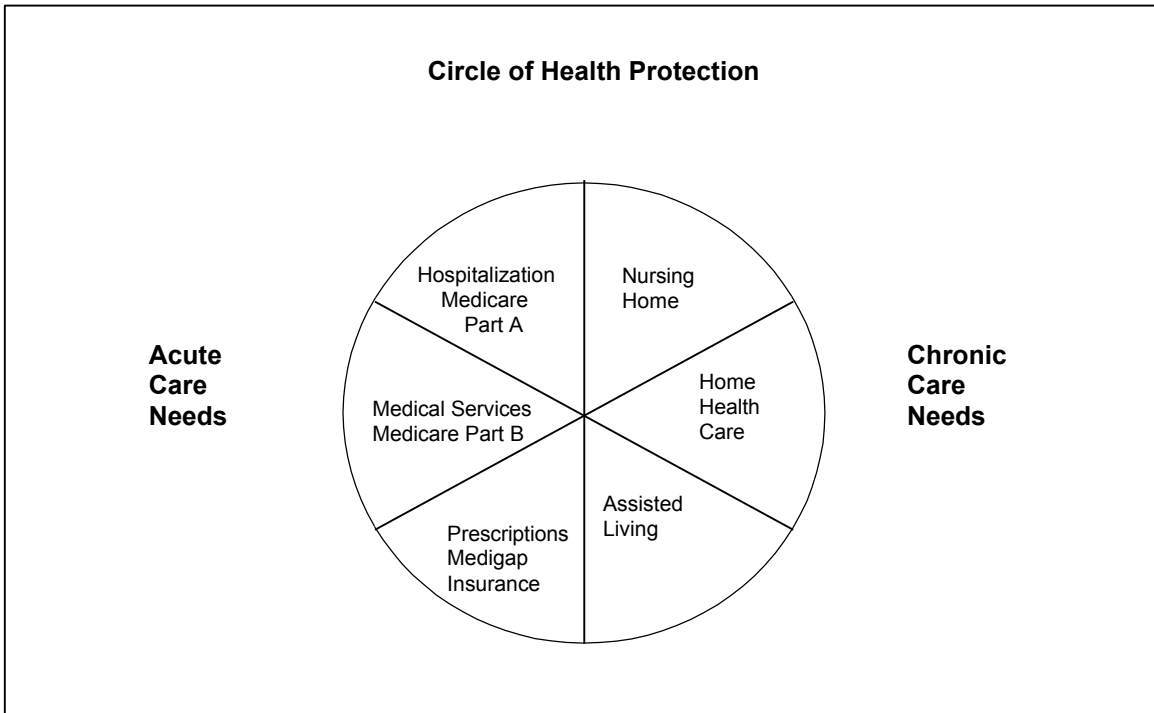 Circle of Health Protection
Hospitalization
Medicare
Part A
Nursing
Home
Acute
Care
Needs
Medical Services
Medicare Part B
Home
Health
Care
Chronic
Care
Needs
Prescriptions
Medigap
Insurance
Assisted
Living